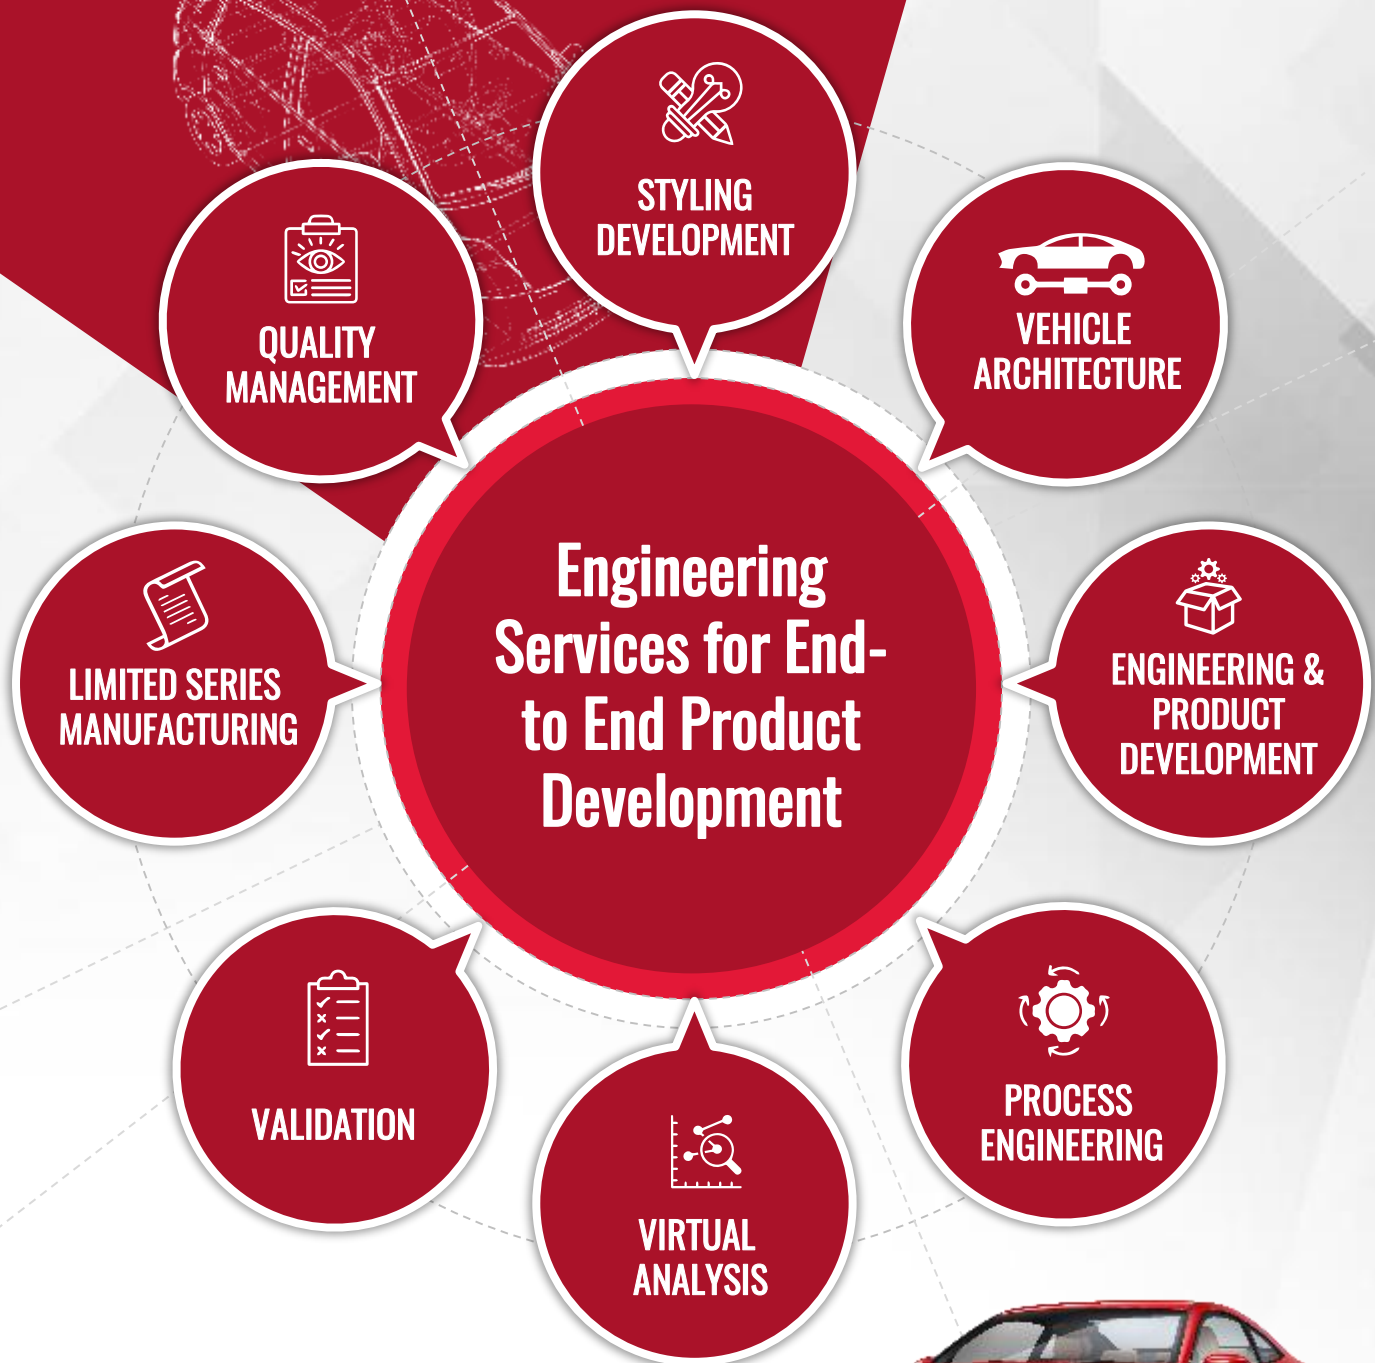 STYLING
DEVELOPMENT
VEHICLE
ARCHITECTURE
QUALITY
MANAGEMENT
Engineering
Services for End-
to End Product
Development
LIMITED SERIES
MANUFACTURING
ENGINEERING &
PRODUCT
DEVELOPMENT
VALIDATION
PROCESS
ENGINEERING
VIRTUAL
ANALYSIS